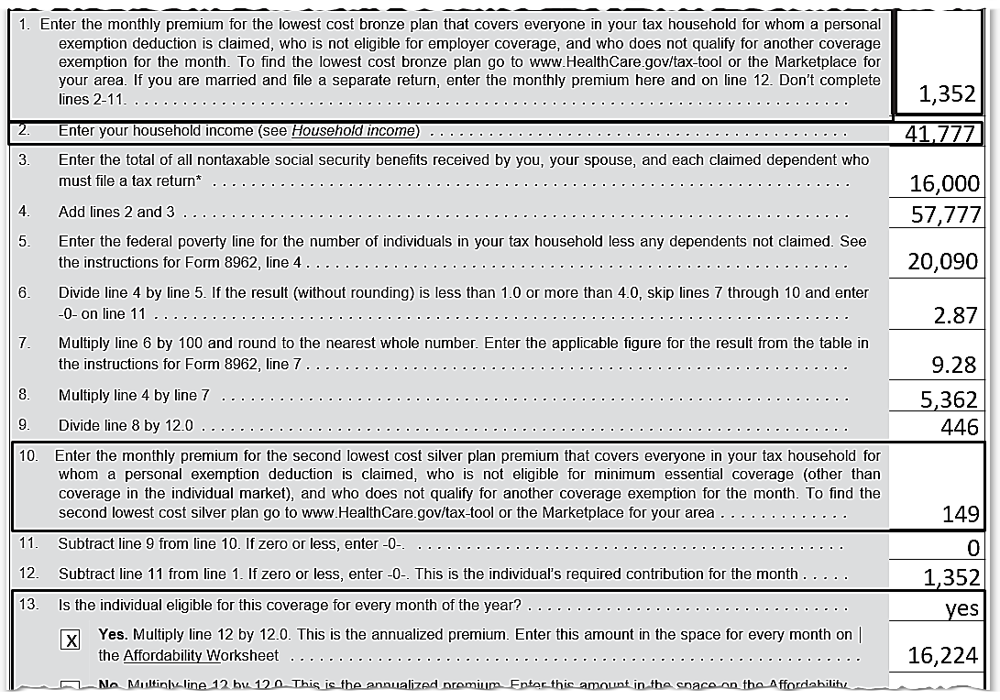 1. Enter the monthly premium for the lowest cost bronze plan that covers everyone in your tax household for whom a personal
exemption deduction is claimed, who is not eligible for employer coverage, and who does not qualify for another coverage
exemption for the month. To find the lowest cost bronze plan go to www.HealthCare.gov/tax-tool or the Marketplace for
your area. If you are married and file a separate return, enter the monthly premium here and on line 12. Don't complete
lines 2-11. 1,352
2. Enter your household income (see Household income) 41,777
3. Enter the total of all nontaxable social security benefits received by you, your spouse, and each claimed dependent who
must file a tax return* 16,000
4. Add lines 2 and 3 57,777
5. Enter the federal poverty line for the number of individuals in your tax household less any dependents not claimed. See
the instructions for Form 8962, line 4 20,090
6. Divide line 4 by line 5. If the result (without rounding) is less than 1.0 or more than 4.0, skip lines 7 through 10 and enter
-0- on line 11 2.87
7. Multiply line 6 by 100 and round to the nearest whole number. Enter the applicable figure for the result from the table in
the instructions for Form 8962, line 7 9.28
8. Multiply line 4 by line 7 5,362
9. Divide line 8 by 12.0 446
10. Enter the monthly premium for the second lowest cost silver plan premium that covers everyone in your tax household for
whom a personal exemption deduction is claimed, who is not eligible for minimum essential coverage (other than
coverage in the individual market), and who does not qualify for another coverage exemption for the month. To find the
second lowest cost silver plan go to www.HealthCare.gov/tax-tool or the Marketplace for your area 149
11. Subtract line 9 from line 10. If zero or less, enter -0-. 0
12. Subtract line 11 from line 1. If zero or less, enter -0-. This is the individual's required contribution for the month 1,352
13. Is the individual eligible for this coverage for every month of the year? yes
X Yes. Multiply line 12 by 12.0. This is the annualized premium. Enter this amount in the space for every month on
the Affordability Worksheet 16,224
No. Multiply line 12 by 12.0. This is the annualized premium. Enter this amount in the space on the Affordability